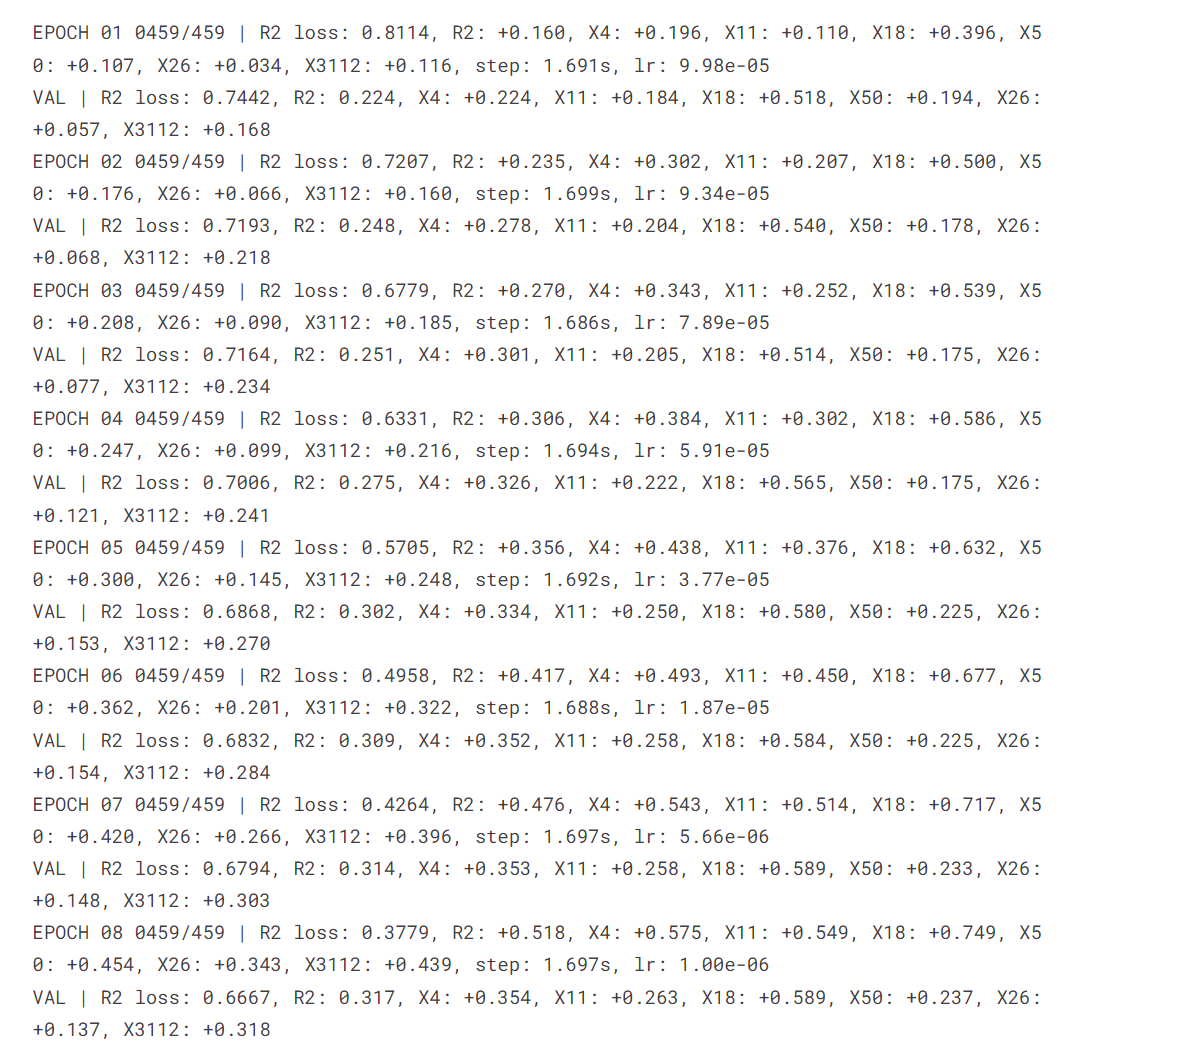 EPOCH 01 0459/459 | R2 loss: 0.8114, R2: +0.160, X4: +0.196, X11: +0.110, X18: +0.396, X5
0: +0.107, X26: +0.034, X3112: +0.116, step: 1.691s, lr: 9.98e-05
VAL | R2 loss: 0.7442, R2: 0.224, X4: +0.224, X11: +0.184, X18: +0.518, X50: +0.194, X26:
+0.057, X3112: +0.168
EPOCH 02 0459/459 | R2 loss: 0.7207, R2: +0.235, X4: +0.302, X11: +0.207, X18: +0.500, X5
0: +0.176, X26: +0.066, X3112: +0.160, step: 1.699s, lr: 9.34e-05
VAL | R2 loss: 0.7193, R2: 0.248, X4: +0.278, X11: +0.204, X18: +0.540, X50: +0.178, X26:
+0.068, X3112: +0.218
EPOCH 03 0459/459 | R2 loss: 0.6779, R2: +0.270, X4: +0.343, X11: +0.252, X18: +0.539, X5
0: +0.208, X26: +0.090, X3112: +0.185, step: 1.686s, lr: 7.89e-05
VAL | R2 loss: 0.7164, R2: 0.251, X4: +0.301, X11: +0.205, X18: +0.514, X50: +0.175, X26:
+0.077, X3112: +0.234
EPOCH 04 0459/459 | R2 loss: 0.6331, R2: +0.306, X4: +0.384, X11: +0.302, X18: +0.586, X5
0: +0.247, X26: +0.099, X3112: +0.216, step: 1.694s, lr: 5.91e-05
VAL | R2 loss: 0.7006, R2: 0.275, X4: +0.326, X11: +0.222, X18: +0.565, X50: +0.175, X26:
+0.121, X3112: +0.241
EPOCH 05 0459/459 | R2 loss: 0.5705, R2: +0.356, X4: +0.438, X11: +0.376, X18: +0.632, X5
0: +0.300, X26: +0.145, X3112: +0.248, step: 1.692s, lr: 3.77e-05
VAL | R2 loss: 0.6868, R2: 0.302, X4: +0.334, X11: +0.250, X18: +0.580, X50: +0.225, X26:
+0.153, X3112: +0.270
EPOCH 06 0459/459 | R2 loss: 0.4958, R2: +0.417, X4: +0.493, X11: +0.450, X18: +0.677, X5
0: +0.362, X26: +0.201, X3112: +0.322, step: 1.688s, lr: 1.87e-05
VAL | R2 loss: 0.6832, R2: 0.309, X4: +0.352, X11: +0.258, X18: +0.584, X50: +0.225, X26:
+0.154, X3112: +0.284
EPOCH 07 0459/459 | R2 loss: 0.4264, R2: +0.476, X4: +0.543, X11: +0.514, X18: +0.717, X5
0: +0.420, X26: +0.266, X3112: +0.396, step: 1.697s, lr: 5.66e-06
VAL | R2 loss: 0.6794, R2: 0.314, X4: +0.353, X11: +0.258, X18: +0.589, X50: +0.233, X26:
+0.148, X3112: +0.303
EPOCH 08 0459/459 | R2 loss: 0.3779, R2: +0.518, X4: +0.575, X11: +0.549, X18: +0.749, X5
0: +0.454, X26: +0.343, X3112: +0.439, step: 1.697s, lr: 1.00e-06
VAL | R2 loss: 0.6667, R2: 0.317, X4: +0.354, X11: +0.263, X18: +0.589, X50: +0.237, X26:
+0.137, X3112: +0.318